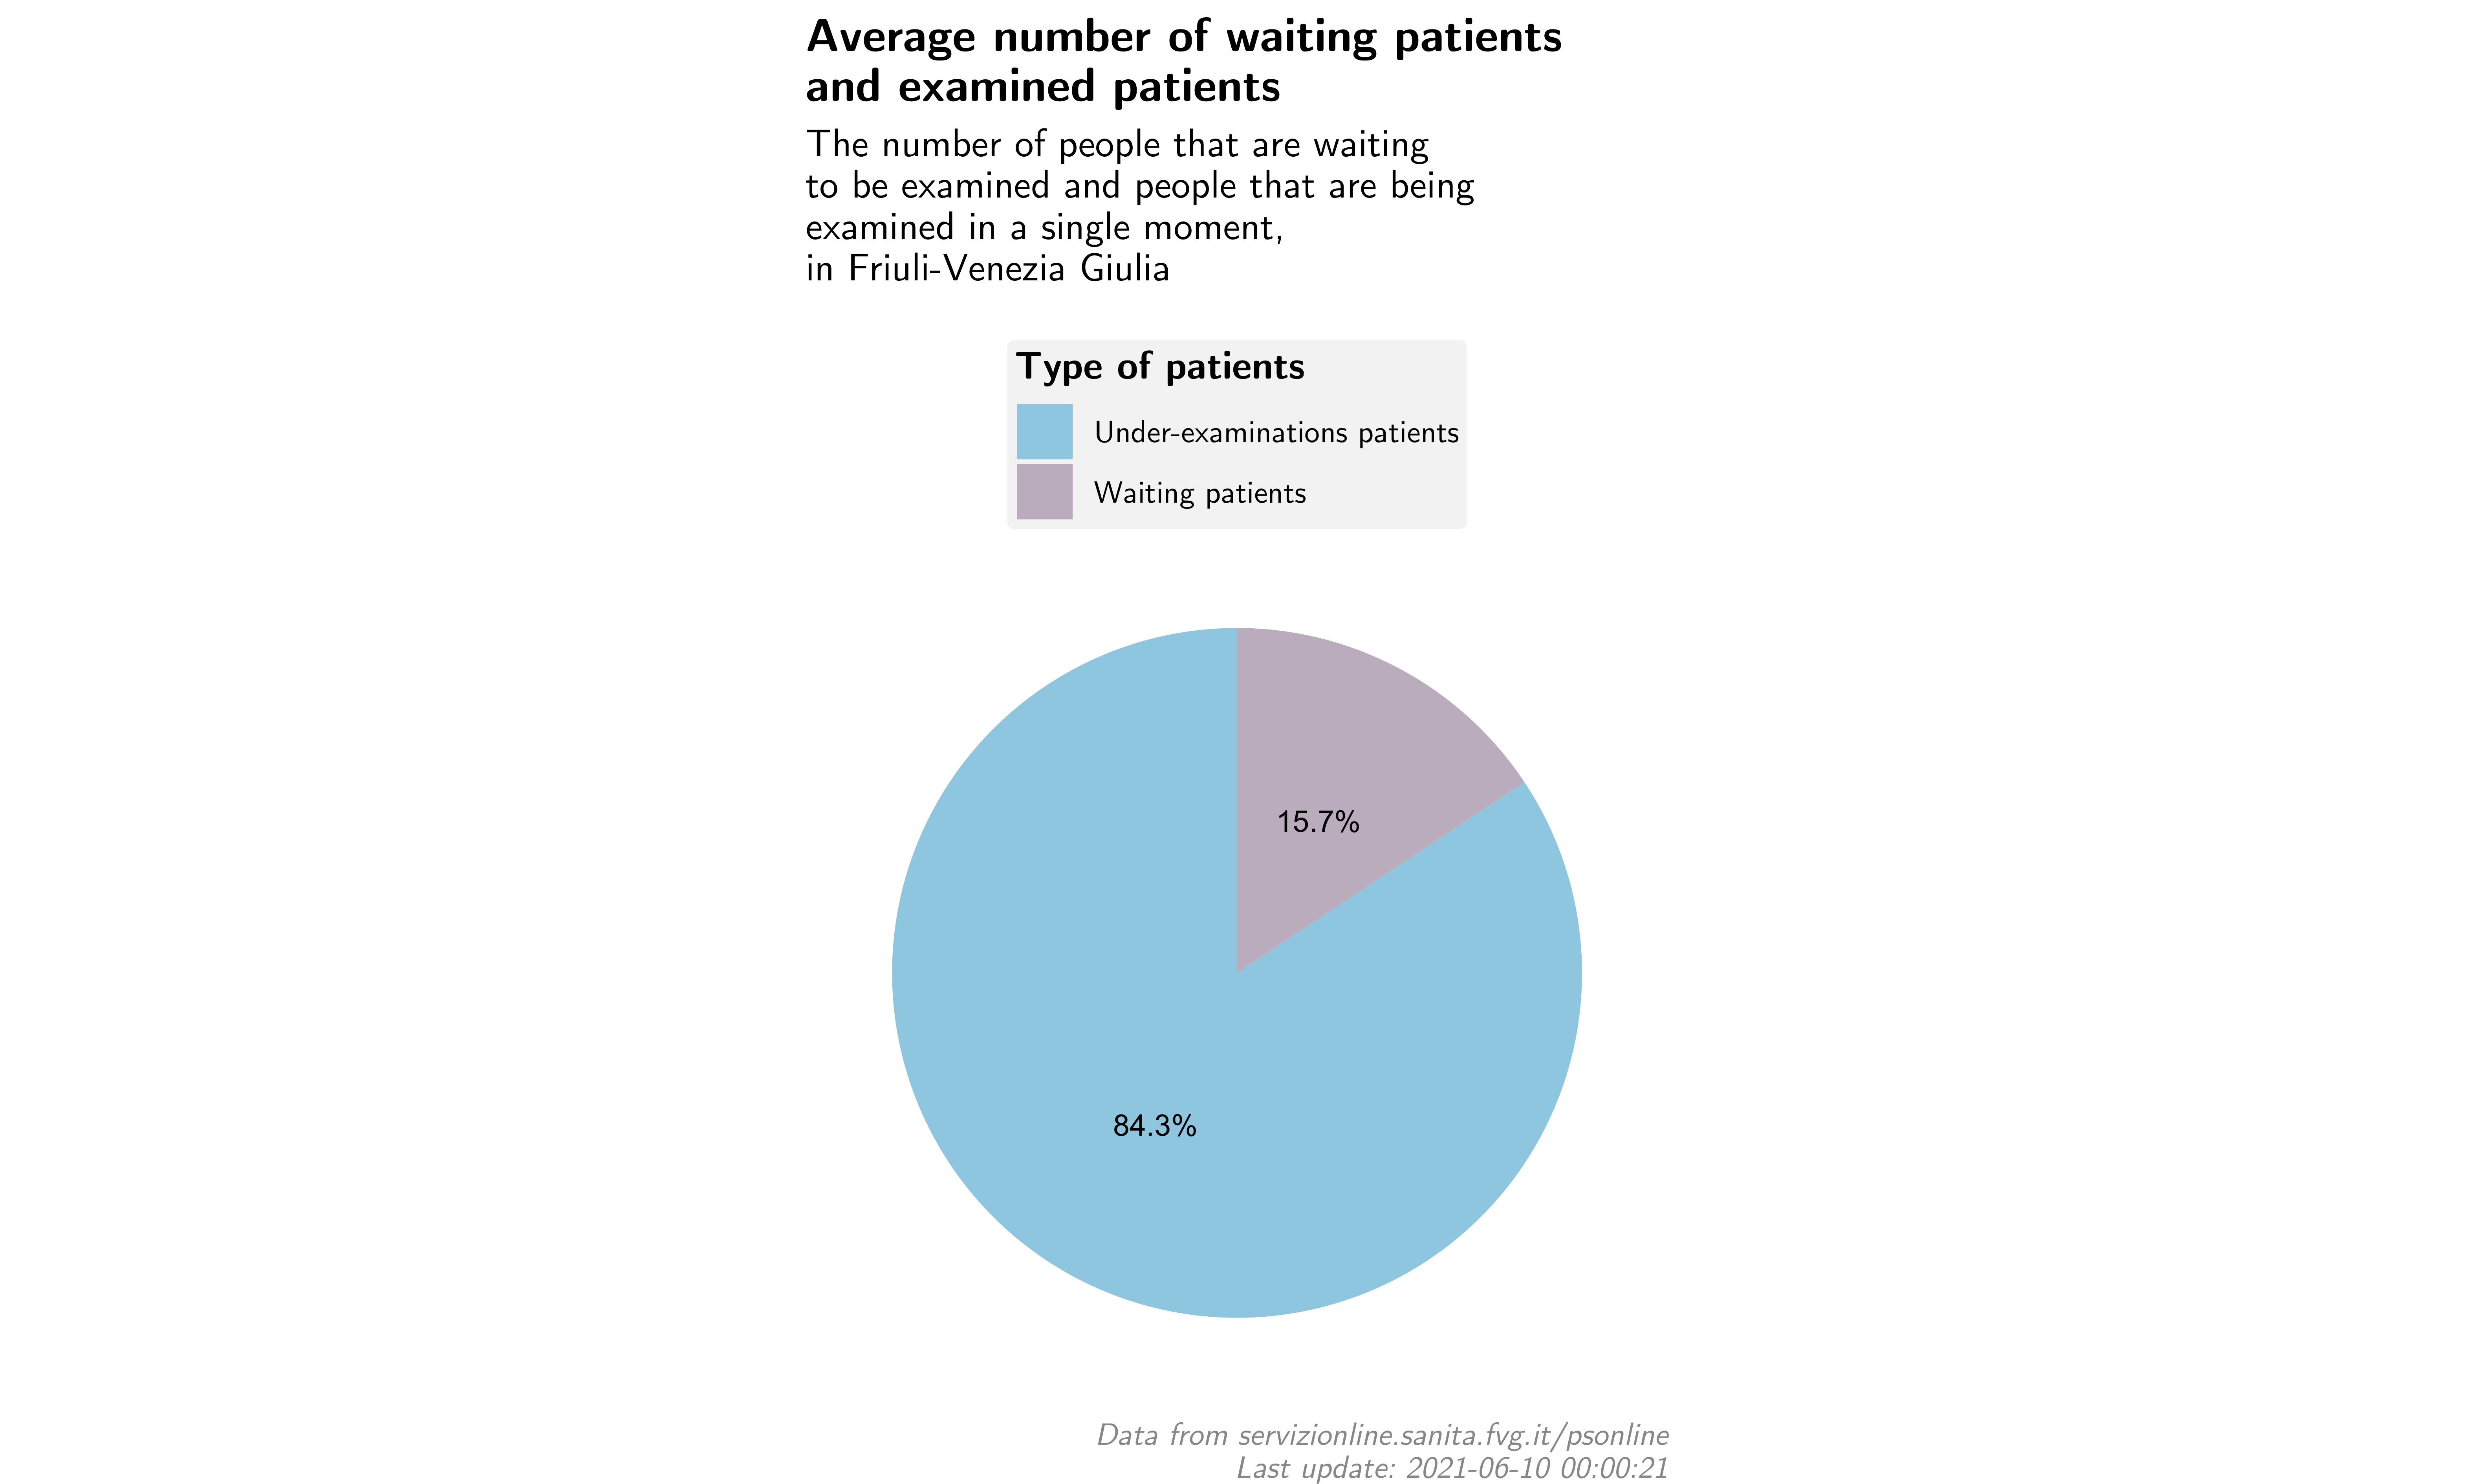 Average number of waiting patients
and examined patients
The number of people that are waiting
to be examined and people that are being
examined in a single moment,
in Friuli-Venezia Giulia
Type of patients
Under-examinations patients
Waiting patients
15.7%
84.3%
Data from servizionline.sanita.fvg.it/psonline
Last update: 2021-06-10 00:00:21